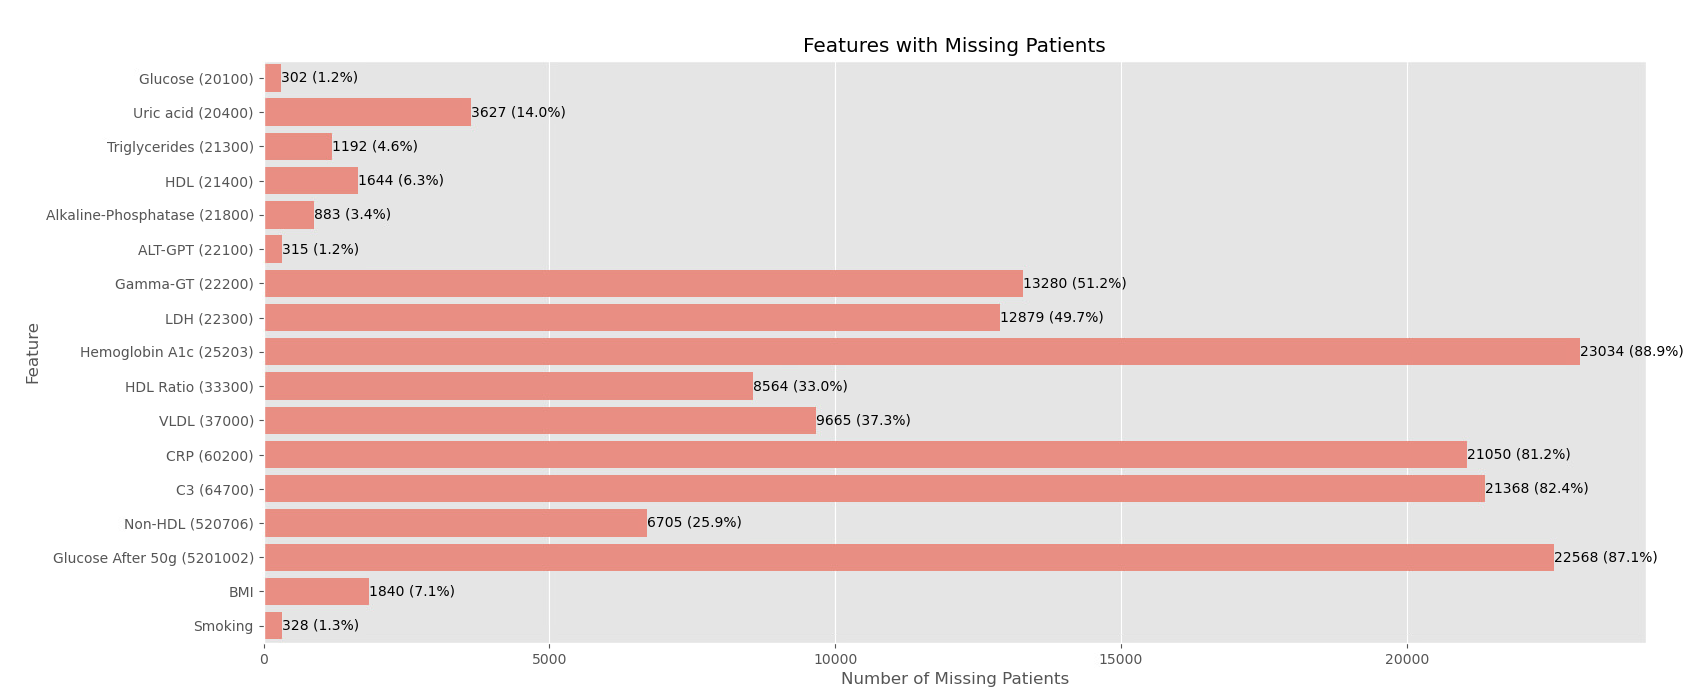 Features with Missing Patients
Glucose (20100) 302 (1.2%)
Uric acid (20400) 3627 (14.0%)
Triglycerides (21300) 1192 (4.6%)
HDL (21400) 1644 (6.3%)
Alkaline-Phosphatase (21800) 883 (3.4%)
ALT-GPT (22100) 315 (1.2%)
Gamma-GT (22200) 13280 (51.2%)
LDH (22300) 12879 (49.7%)
Hemoglobin A1c (25203) 23034 (88.9%)
HDL Ratio (33300) 8564 (33.0%)
VLDL (37000) 9665 (37.3%)
CRP (60200) 21050 (81.2%)
C3 (64700) 21368 (82.4%)
Non-HDL (520706) 6705 (25.9%)
Glucose After 50g (5201002) 22568 (87.1%)
BMI 1840 (7.1%)
Smoking 328 (1.3%)
Feature
0 5000 10000 15000 20000
Number of Missing Patients